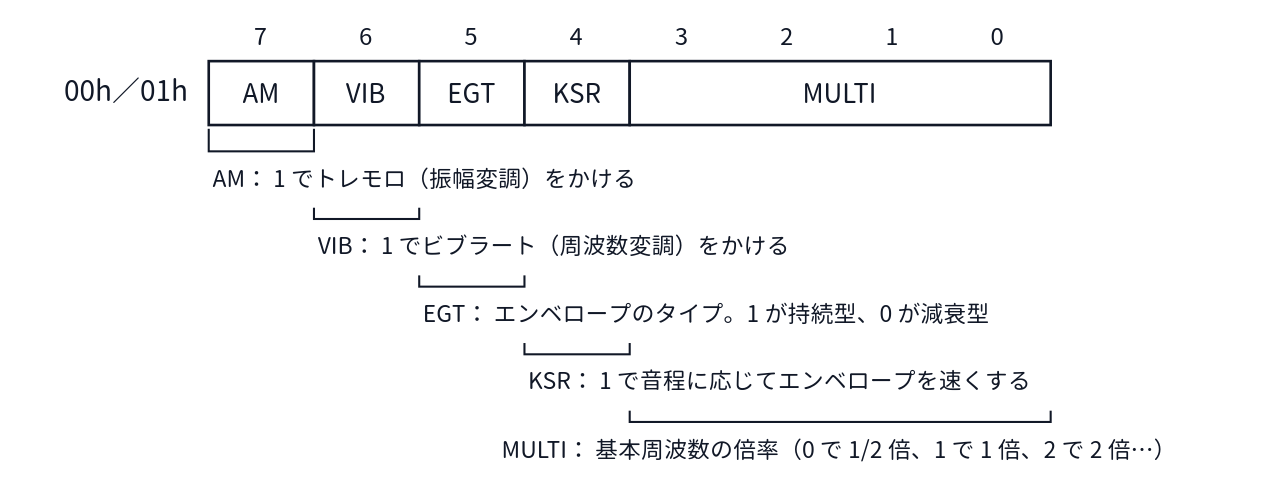 7 6 5 4 3 2 1 0
00h／01h AM VIB EGT KSR MULTI
AM： 1 でトレモロ（振幅変調）をかける
VIB： 1 でビブラート（周波数変調）をかける
EGT： エンベロープのタイプ。1 が持続型、0 が減衰型
KSR： 1 で音程に応じてエンベロープを速くする
MULTI： 基本周波数の倍率（0 で 1/2 倍、1 で 1 倍、2 で 2 倍…）